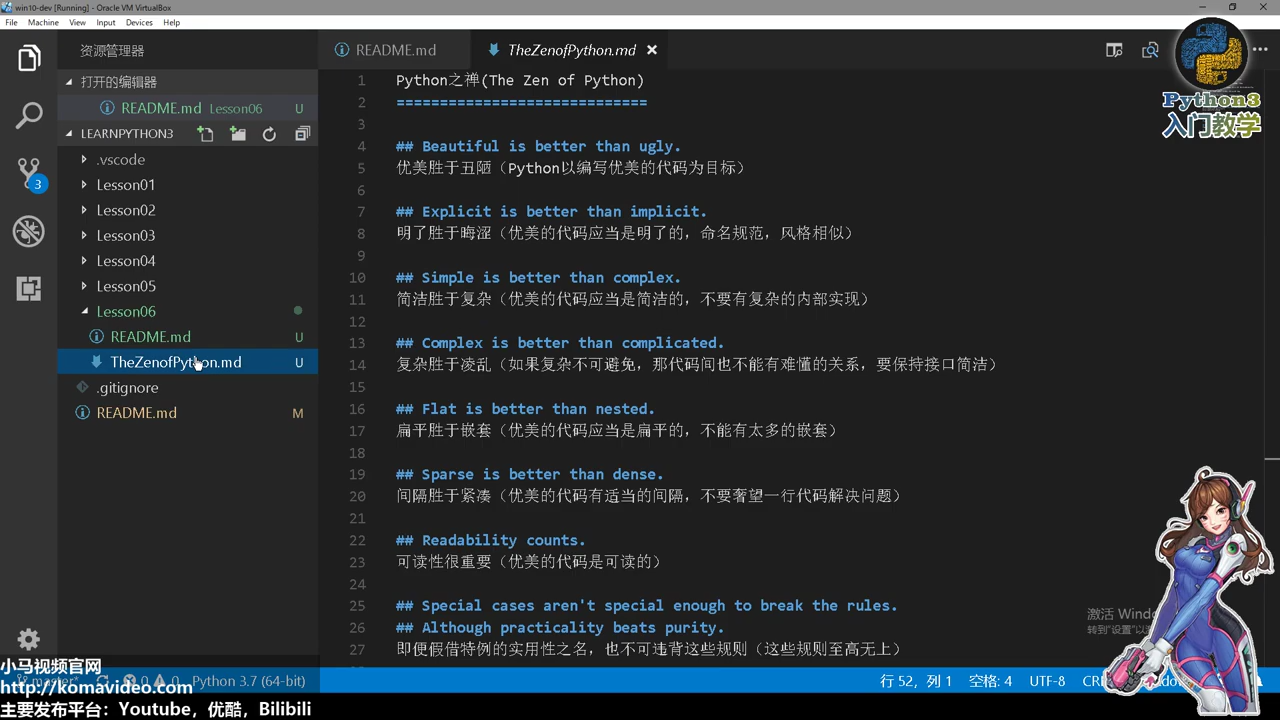 win10-dev [Running] - Oracle VM VirtualBox
File Machine View Input Devices Help
资源管理器
打开的编辑器
README.md Lesson06 U
LEARNPYTHON3
.vscode
Lesson01
Lesson02
Lesson03
Lesson04
Lesson05
Lesson06
README.md U
TheZenofPython.md U
.gitignore
README.md M
3
README.md
TheZenofPython.md
1 Python之禅(The Zen of Python)
2 =============================
3
4 ## Beautiful is better than ugly.
5 优美胜于丑陋（Python以编写优美的代码为目标）
6
7 ## Explicit is better than implicit.
8 明了胜于晦涩（优美的代码应当是明了的，命名规范，风格相似）
9
10 ## Simple is better than complex.
11 简洁胜于复杂（优美的代码应当是简洁的，不要有复杂的内部实现）
12
13 ## Complex is better than complicated.
14 复杂胜于凌乱（如果复杂不可避免，那代码间也不能有难懂的关系，要保持接口简洁）
15
16 ## Flat is better than nested.
17 扁平胜于嵌套（优美的代码应当是扁平的，不能有太多的嵌套）
18
19 ## Sparse is better than dense.
20 间隔胜于紧凑（优美的代码有适当的间隔，不要奢望一行代码解决问题）
21
22 ## Readability counts.
23 可读性很重要（优美的代码是可读的）
24
25 ## Special cases aren't special enough to break the rules.
26 ## Although practicality beats purity.
27 即便假借特例的实用性之名，也不可违背这些规则（这些规则至高无上）
Python3
入门教学
激活 Windo
转到"设置"以
小马视频官网
http://komavideo.com
主要发布平台：Youtube，优酷，Bilibili
master* 0 0 Python 3.7 (64-bit)
行 52，列 1 空格: 4 UTF-8